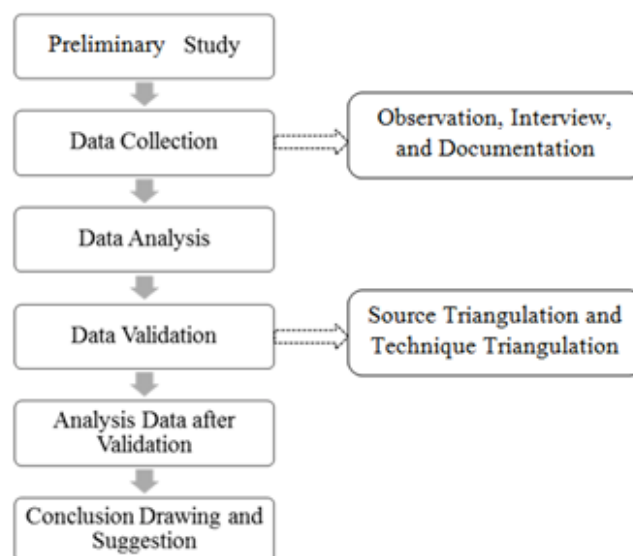 Preliminary Study
Data Collection
Observation, Interview,
and Documentation
Data Analysis
Data Validation
Source Triangulation and
Technique Triangulation
Analysis Data after
Validation
Conclusion Drawing and
Suggestion